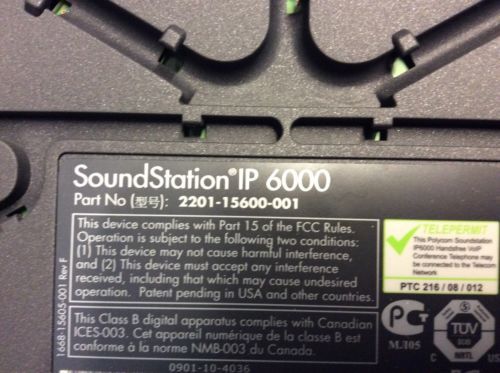 SoundStation® IP 6000
Part No (型号): 2201-15600-001
This device complies with Part 15 of the FCC Rules.
Operation is subject to the following two conditions:
(1) This device may not cause harmful interference,
and (2) This device must accept any interference
received, including that which may cause undesired
operation. Patent pending in USA and other countries.
This Class B digital apparatus complies with Canadian
ICES-003. Cet appareil numérique de la classe B est
conforme à la norme NMB-003 du Canada.
0901-10-4036
1668-15605-001 Rev F
TELEPERMIT
This Polycom Soundstation
IP6000 Handsfree VoIP
Conference Telephone may
be connected to the Telecom
Network
PTC 216 / 08 / 012
MJ05
TUV
C
NRTL
US